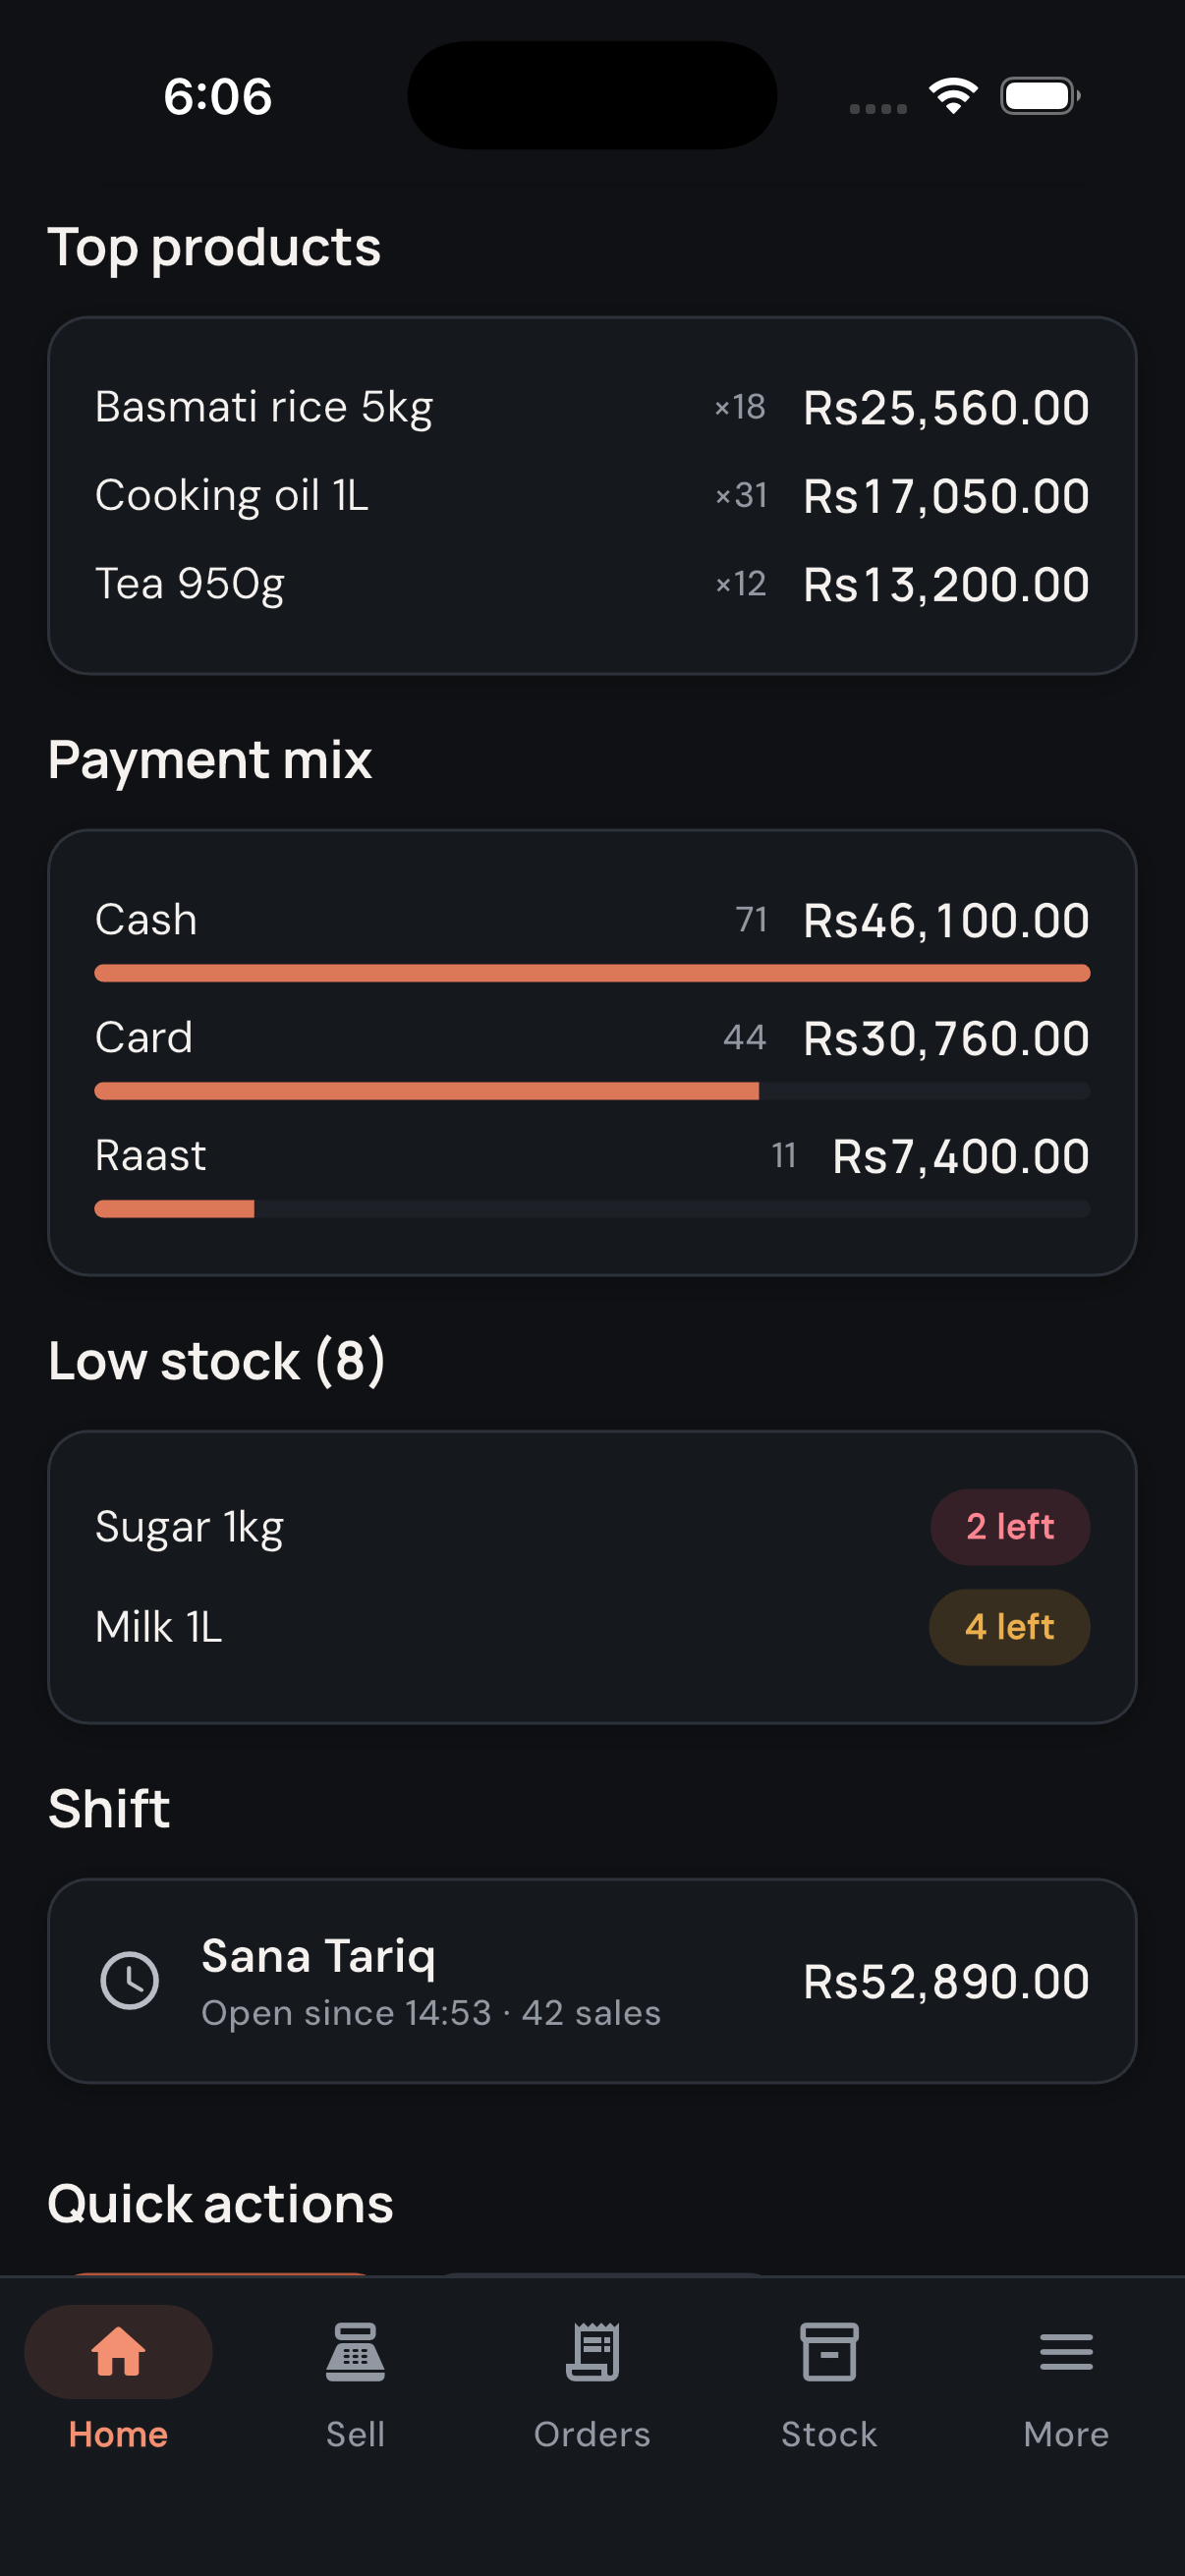 6:06
Top products
Basmati rice 5kg ×18 Rs25,560.00
Cooking oil 1L ×31 Rs17,050.00
Tea 950g ×12 Rs13,200.00
Payment mix
Cash 71 Rs46,100.00
Card 44 Rs30,760.00
Raast 11 Rs7,400.00
Low stock (8)
Sugar 1kg 2 left
Milk 1L 4 left
Shift
Sana Tariq
Open since 14:53 · 42 sales
Rs52,890.00
Quick actions
Home Sell Orders Stock More